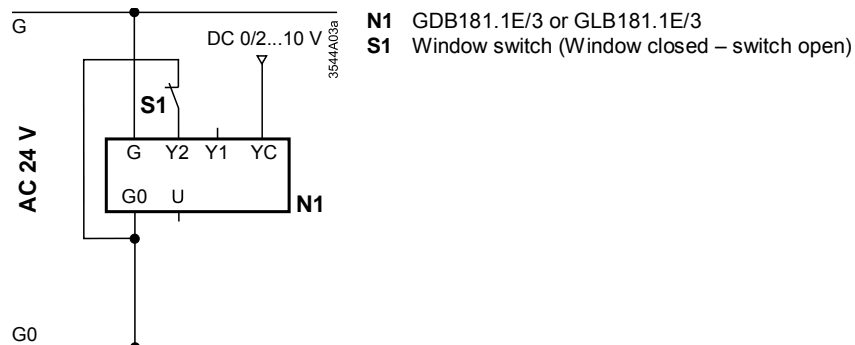 G
DC 0/2...10 V
3544A03a
S1
AC 24 V
G Y2 Y1 YC
G0 U
N1
G0
N1 GDB181.1E/3 or GLB181.1E/3
S1 Window switch (Window closed – switch open)